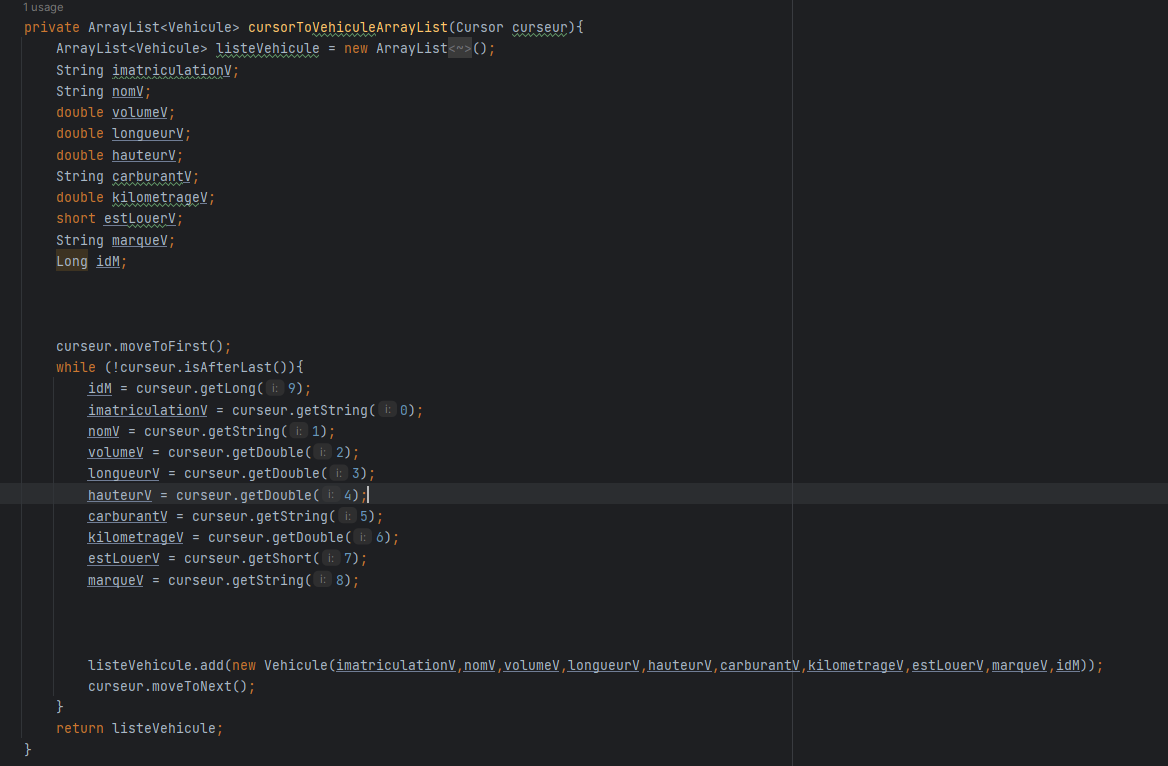 1 usage
private ArrayList<Vehicule> cursorToVehiculeArrayList(Cursor curseur){
ArrayList<Vehicule> listeVehicule = new ArrayList<~>();
String imatriculationV;
String nomV;
double volumeV;
double longueurV;
double hauteurV;
String carburantV;
double kilometrageV;
short estLouerV;
String marqueV;
Long idM;
curseur.moveToFirst();
while (!curseur.isAfterLast()){
idM = curseur.getLong( i: 9);
imatriculationV = curseur.getString( i: 0);
nomV = curseur.getString( i: 1);
volumeV = curseur.getDouble( i: 2);
longueurV = curseur.getDouble( i: 3);
hauteurV = curseur.getDouble( i: 4);
carburantV = curseur.getString( i: 5);
kilometrageV = curseur.getDouble( i: 6);
estLouerV = curseur.getShort( i: 7);
marqueV = curseur.getString( i: 8);
listeVehicule.add(new Vehicule(imatriculationV,nomV,volumeV,longueurV,hauteurV,carburantV,kilometrageV,estLouerV,marqueV,idM));
curseur.moveToNext();
}
return listeVehicule;
}